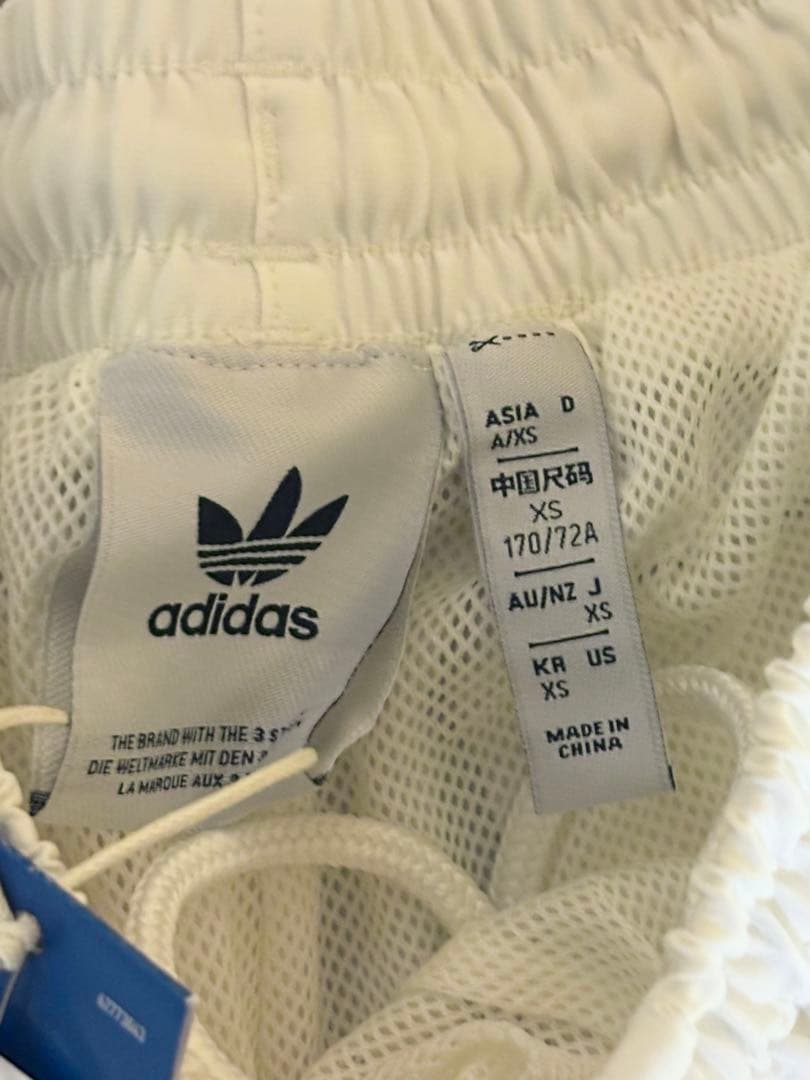 adidas
THE BRAND WITH THE 3
DIE WELTMARKE MIT DEN
LA MARQUE AUX
ASIA D
A/XS
中国尺码
XS
170/72A
AU/NZ J
XS
KR US
XS
MADE IN
CHINA